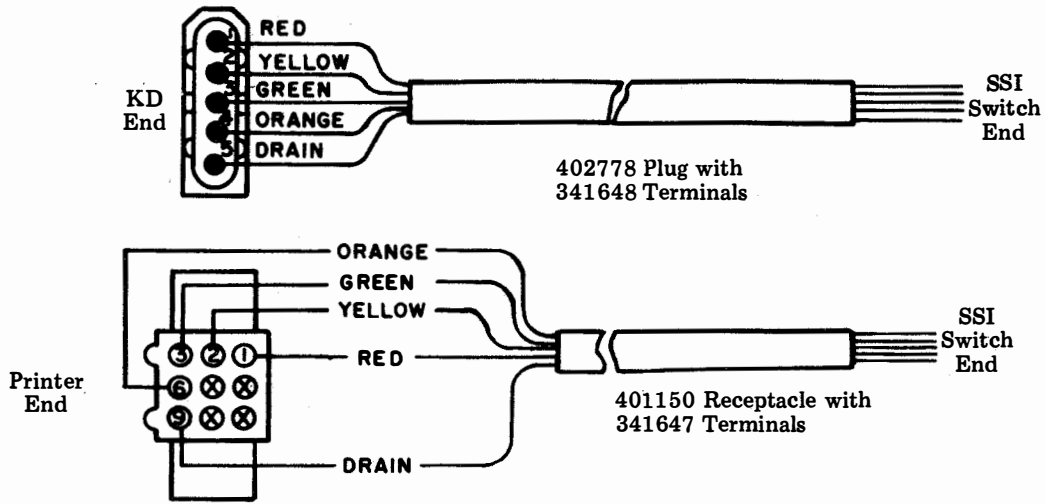 1 RED
2 YELLOW
3 GREEN
4 ORANGE
5 DRAIN
KD
End
SSI
Switch
End
402778 Plug with
341648 Terminals
ORANGE
GREEN
YELLOW
3 2 1
RED
6 X X
9 X X
DRAIN
Printer
End
SSI
Switch
End
401150 Receptacle with
341647 Terminals